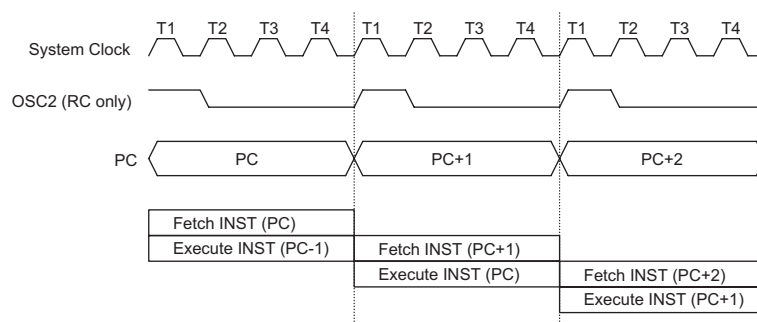 T1 T2 T3 T4 T1 T2 T3 T4 T1 T2 T3 T4
System Clock
OSC2 (RC only)
PC PC PC+1 PC+2
Fetch INST (PC)
Execute INST (PC-1) Fetch INST (PC+1)
Execute INST (PC) Fetch INST (PC+2)
Execute INST (PC+1)